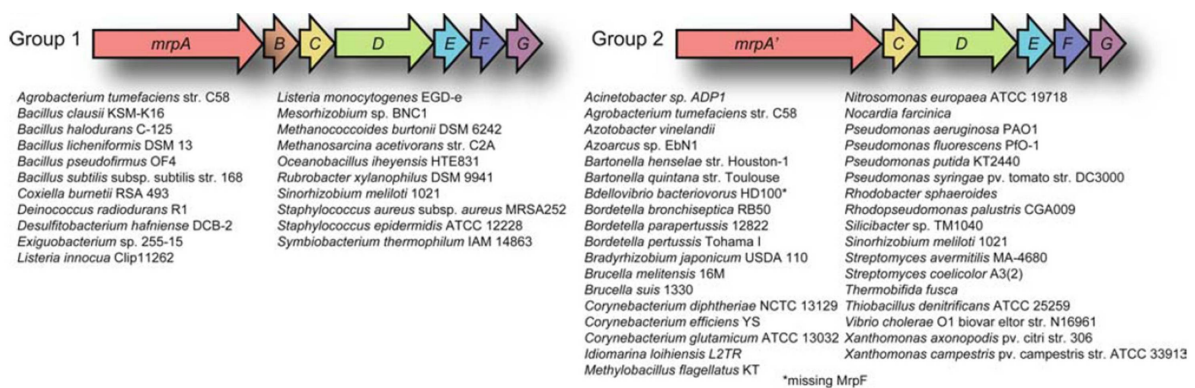 Group 1
mrpA
B
C
D
E
F
G
Agrobacterium tumefaciens str. C58
Bacillus clausii KSM-K16
Bacillus halodurans C-125
Bacillus licheniformis DSM 13
Bacillus pseudofirmus OF4
Bacillus subtilis subsp. subtilis str. 168
Coxiella burnetii RSA 493
Deinococcus radiodurans R1
Desulfitobacterium hafniense DCB-2
Exiguobacterium sp. 255-15
Listeria innocua Clip11262
Listeria monocytogenes EGD-e
Mesorhizobium sp. BNC1
Methanococcoides burtonii DSM 6242
Methanosarcina acetivorans str. C2A
Oceanobacillus iheyensis HTE831
Rubrobacter xylanophilus DSM 9941
Sinorhizobium meliloti 1021
Staphylococcus aureus subsp. aureus MRSA252
Staphylococcus epidermidis ATCC 12228
Symbiobacterium thermophilum IAM 14863
Group 2
mrpA'
C
D
E
F
G
Acinetobacter sp. ADP1
Agrobacterium tumefaciens str. C58
Azotobacter vinelandii
Azoarcus sp. EbN1
Bartonella henselae str. Houston-1
Bartonella quintana str. Toulouse
Bdellovibrio bacteriovorus HD100*
Bordetella bronchiseptica RB50
Bordetella parapertussis 12822
Bordetella pertussis Tohama I
Bradyrhizobium japonicum USDA 110
Brucella melitensis 16M
Brucella suis 1330
Corynebacterium diphtheriae NCTC 13129
Corynebacterium efficiens YS
Corynebacterium glutamicum ATCC 13032
Idiomarina loihiensis L2TR
Methylobacillus flagellatus KT
Nitrosomonas europaea ATCC 19718
Nocardia farcinica
Pseudomonas aeruginosa PAO1
Pseudomonas fluorescens PfO-1
Pseudomonas putida KT2440
Pseudomonas syringae pv. tomato str. DC3000
Rhodobacter sphaeroides
Rhodopseudomonas palustris CGA009
Silicibacter sp. TM1040
Sinorhizobium meliloti 1021
Streptomyces avermitilis MA-4680
Streptomyces coelicolor A3(2)
Thermobifida fusca
Thiobacillus denitrificans ATCC 25259
Vibrio cholerae O1 biovar eltor str. N16961
Xanthomonas axonopodis pv. citri str. 306
Xanthomonas campestris pv. campestris str. ATCC 33913
*missing MrpF